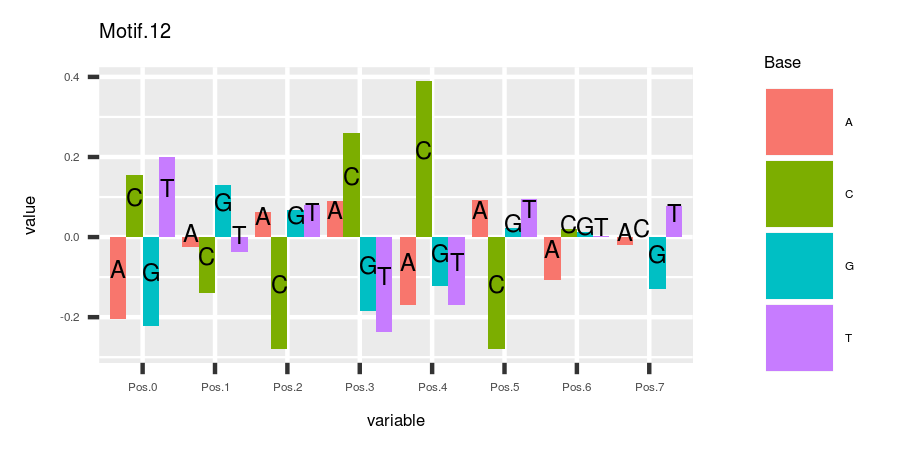 Motif.12
value
0.4
0.2
0.0
-0.2
A C G T
A C G T
A C G T
A C G T
A C G T
A C G T
A C G T
A C G T
Pos.0 Pos.1 Pos.2 Pos.3 Pos.4 Pos.5 Pos.6 Pos.7
variable
Base
A
C
G
T